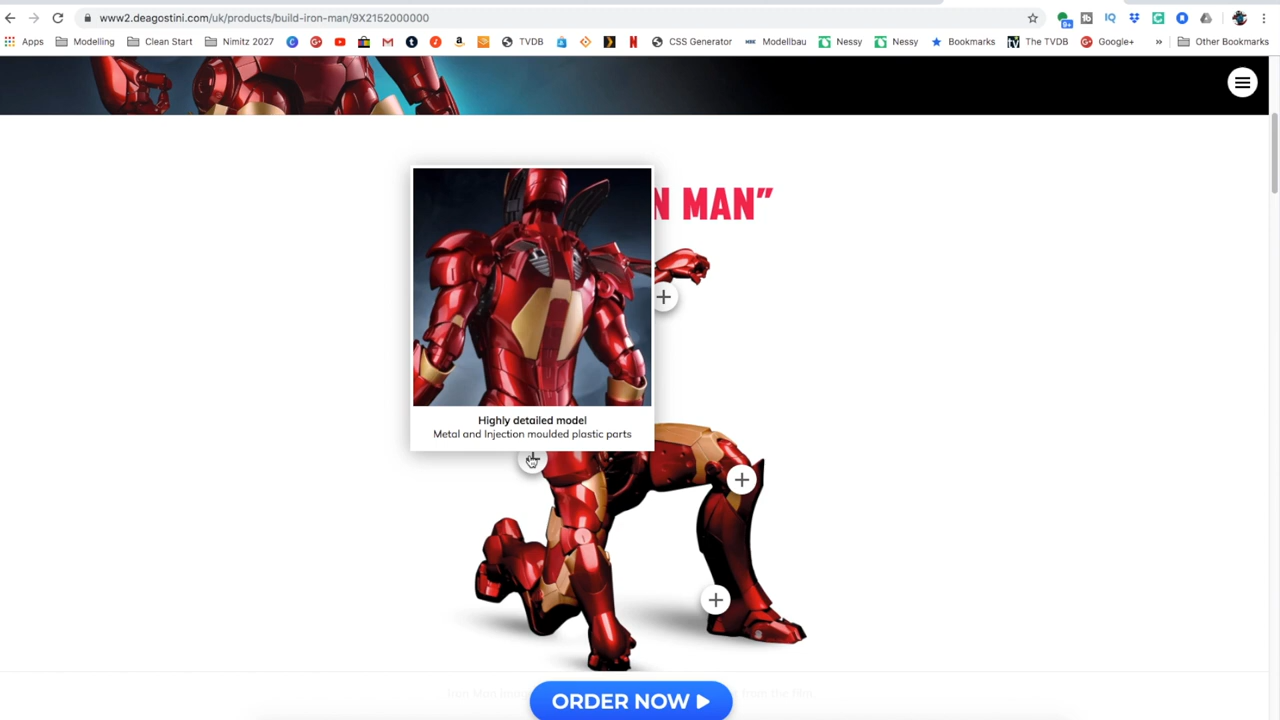 www2.deagostini.com/uk/products/build-iron-man/9X2152000000
Apps Modelling Clean Start Nimitz 2027 TVDB CSS Generator Modellbau Nessy Nessy Bookmarks The TVDB Google+ » Other Bookmarks
N MAN”
Highly detailed model
Metal and Injection moulded plastic parts
ORDER NOW